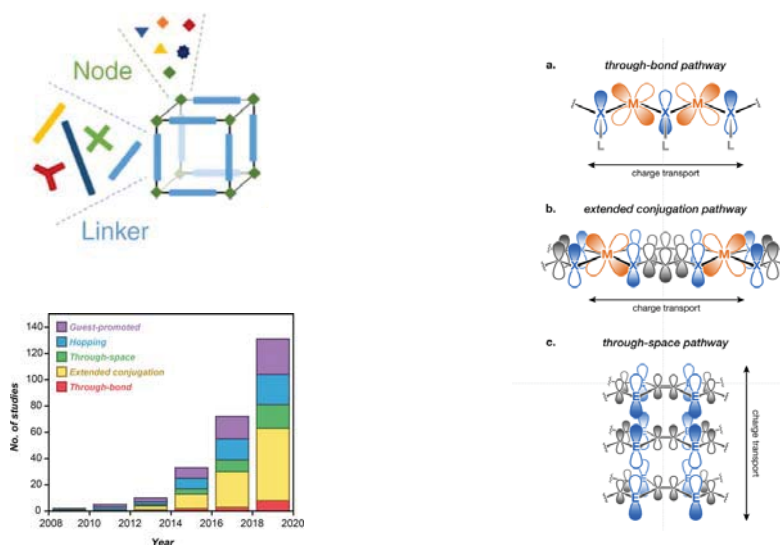 Node
Linker
No. of studies
140
120
100
80
60
40
20
0
Guest-promoted
Hopping
Through-space
Extended conjugation
Through-bond
2008 2010 2012 2014 2016 2018 2020
Year
a. through-bond pathway
M M
X X X
L L L
charge transport
b. extended conjugation pathway
M M
X X X X
charge transport
c. through-space pathway
E E
E E
E E
charge transport